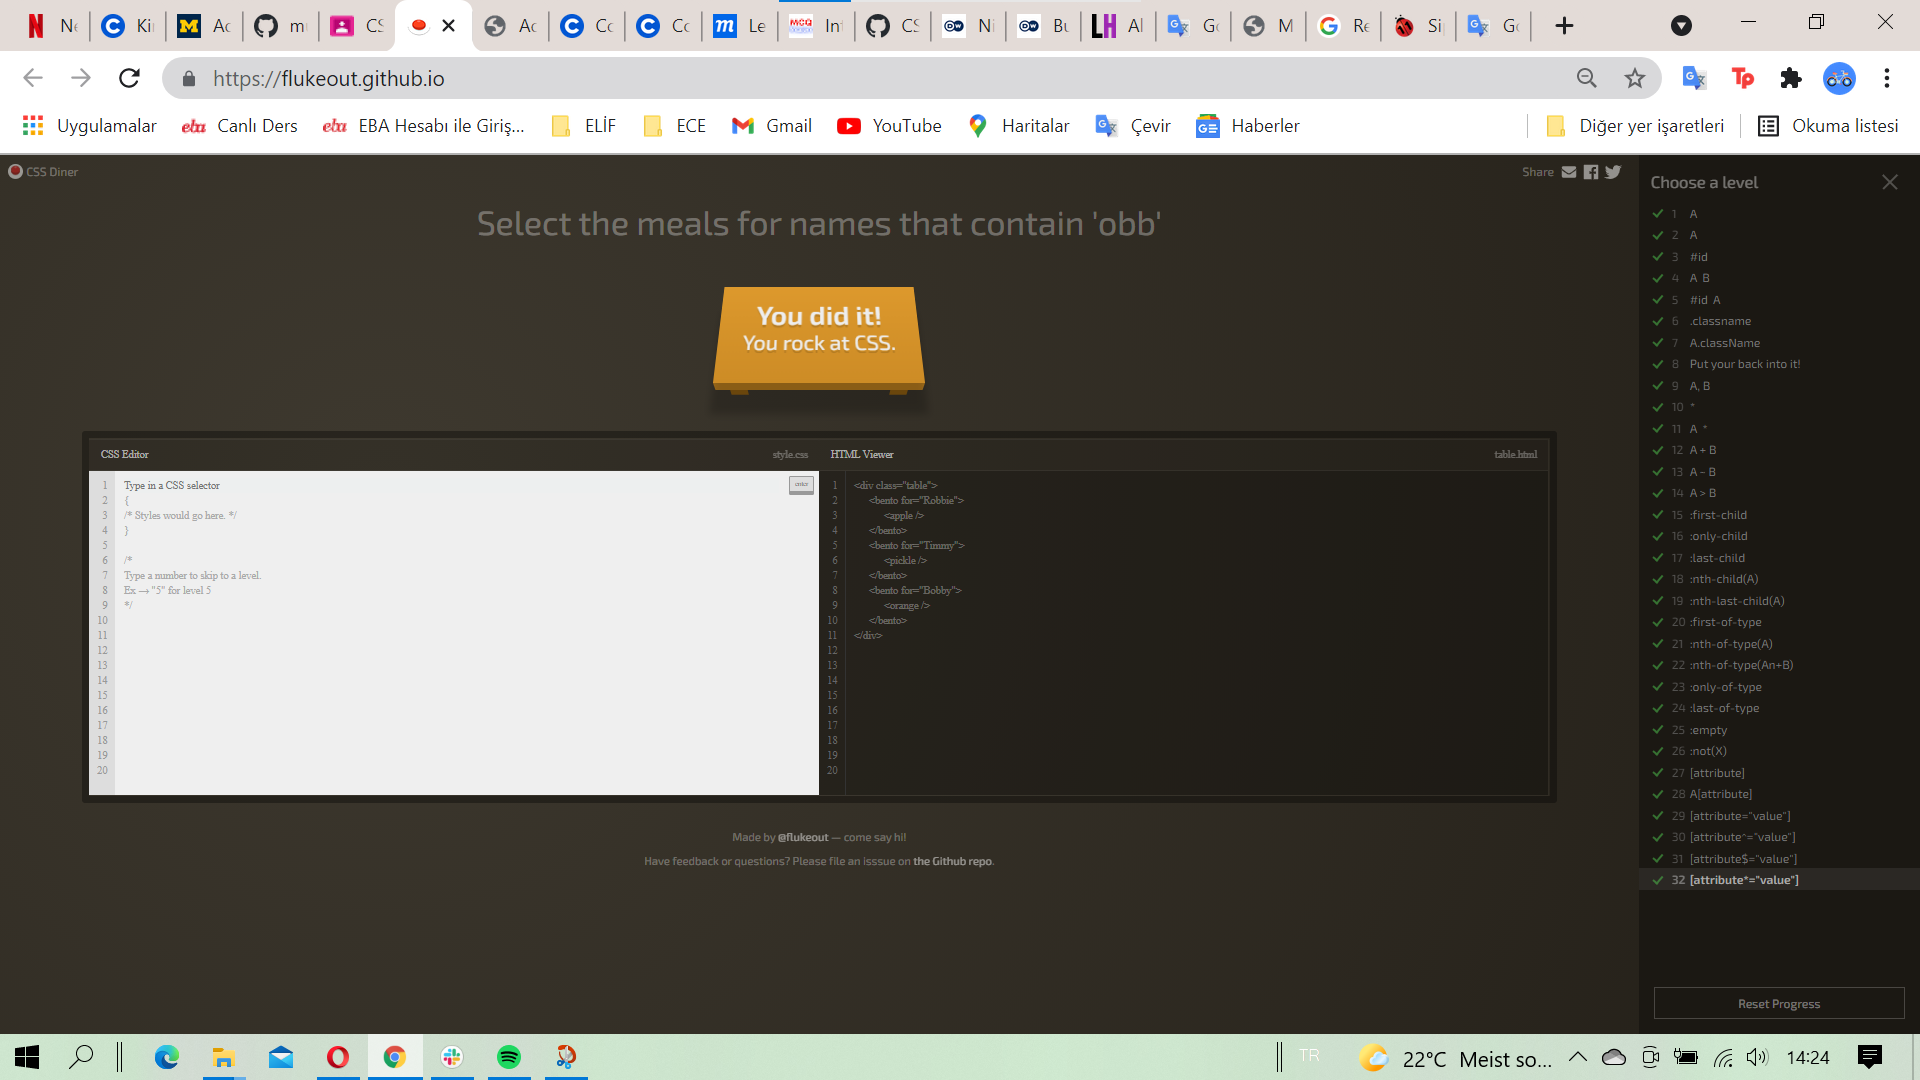 Ne
Ki
Ac
m
CS
Ac
Cc
Cc
Le
MCQ
Int
CS
Ni
Bu
LH Al
Go
M
Re
Si
Go
https://flukeout.github.io
Uygulamalar
eba Canlı Ders
eba EBA Hesabı ile Giriş...
ELİF
ECE
Gmail
YouTube
Haritalar
Çevir
Haberler
Diğer yer işaretleri
Okuma listesi
CSS Diner
Share
Select the meals for names that contain 'obb'
You did it!
You rock at CSS.
CSS Editor
style.css
enter
1 Type in a CSS selector
2 {
3 /* Styles would go here. */
4 }
5
6 /*
7 Type a number to skip to a level.
8 Ex → "5" for level 5
9 */
10
11
12
13
14
15
16
17
18
19
20
HTML Viewer
table.html
1 <div class="table">
2 <bento for="Robbie">
3 <apple />
4 </bento>
5 <bento for="Timmy">
6 <pickle />
7 </bento>
8 <bento for="Bobby">
9 <orange />
10 </bento>
11 </div>
12
13
14
15
16
17
18
19
20
Made by @flukeout — come say hi!
Have feedback or questions? Please file an isssue on the Github repo.
Choose a level
1 A
2 A
3 #id
4 A B
5 #id A
6 .classname
7 A.className
8 Put your back into it!
9 A, B
10 *
11 A *
12 A + B
13 A ~ B
14 A > B
15 :first-child
16 :only-child
17 :last-child
18 :nth-child(A)
19 :nth-last-child(A)
20 :first-of-type
21 :nth-of-type(A)
22 :nth-of-type(An+B)
23 :only-of-type
24 :last-of-type
25 :empty
26 :not(X)
27 [attribute]
28 A[attribute]
29 [attribute="value"]
30 [attribute^="value"]
31 [attribute$="value"]
32 [attribute*="value"]
Reset Progress
TR
22°C Meist so...
14:24